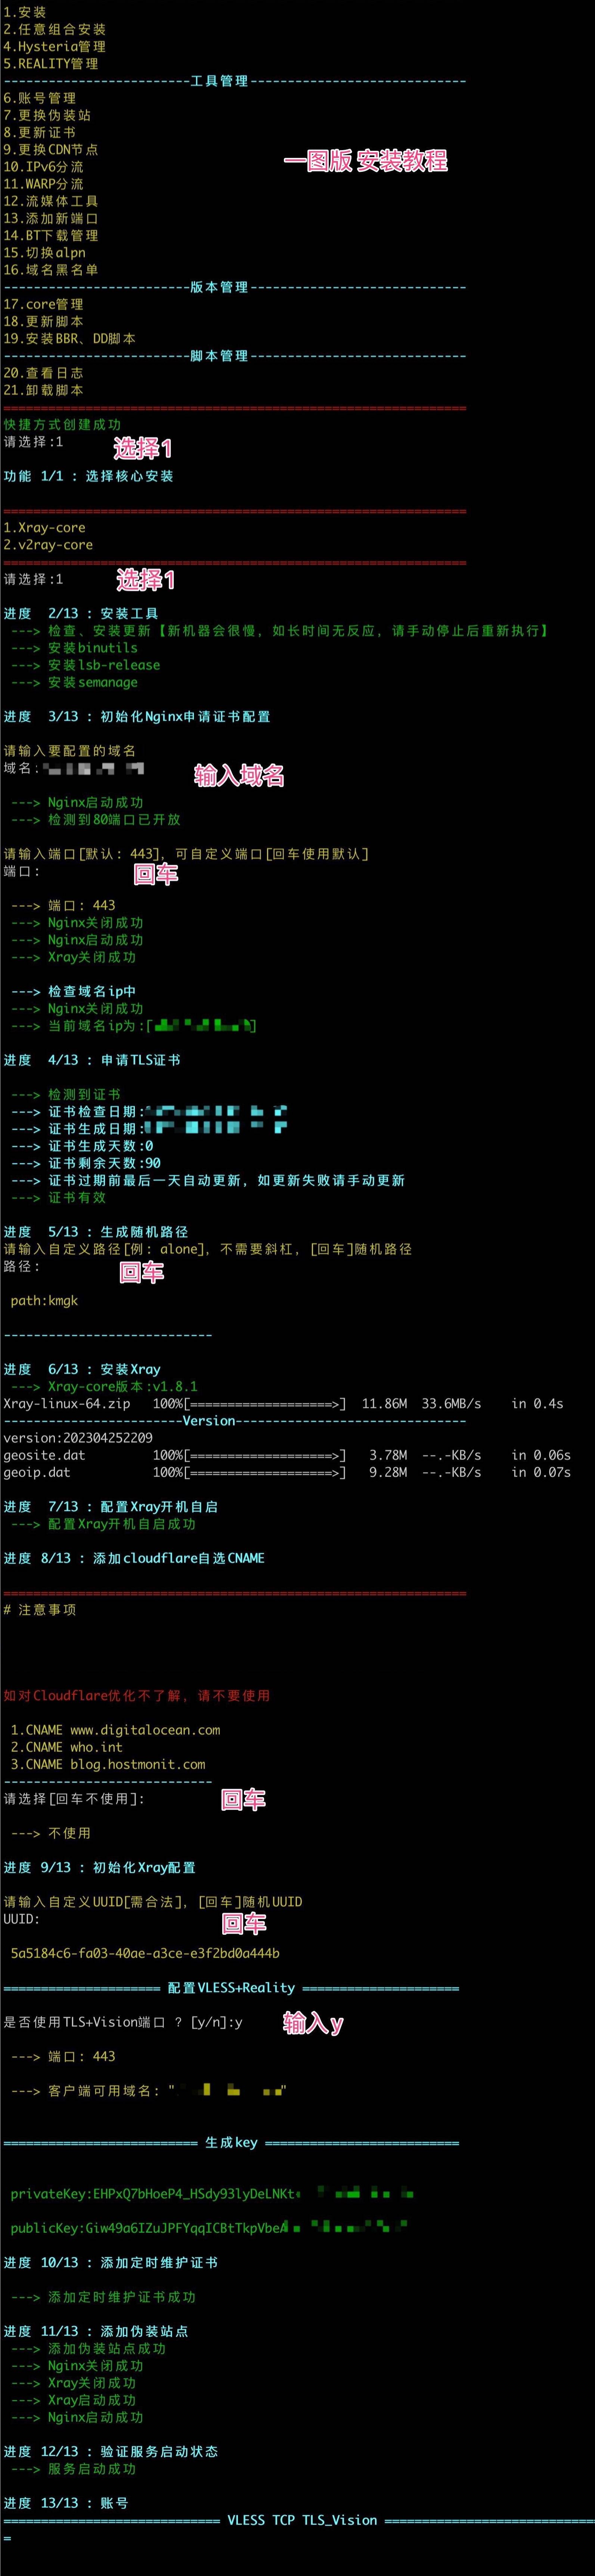 1.安装
2.任意组合安装
4.Hysteria管理
5.REALITY管理
-------------------------工具管理-----------------------------
6.账号管理
7.更换伪装站
8.更新证书
9.更换CDN节点
一图版 安装教程
10.IPv6分流
11.WARP分流
12.流媒体工具
13.添加新端口
14.BT下载管理
15.切换alpn
16.域名黑名单
-------------------------版本管理-----------------------------
17.core管理
18.更新脚本
19.安装BBR、DD脚本
-------------------------脚本管理-----------------------------
20.查看日志
21.卸载脚本
==============================================================
快捷方式创建成功
请选择:1
选择1
功能 1/1 : 选择核心安装
==============================================================
1.Xray-core
2.v2ray-core
==============================================================
请选择:1
选择1
进度  2/13 : 安装工具
---> 检查、安装更新【新机器会很慢，如长时间无反应，请手动停止后重新执行】
---> 安装binutils
---> 安装lsb-release
---> 安装semanage
进度  3/13 : 初始化Nginx申请证书配置
请输入要配置的域名
域名:
输入域名
---> Nginx启动成功
---> 检测到80端口已开放
请输入端口[默认: 443]，可自定义端口[回车使用默认]
端口:
回车
---> 端口: 443
---> Nginx关闭成功
---> Nginx启动成功
---> Xray关闭成功
---> 检查域名ip中
---> Nginx关闭成功
---> 当前域名ip为:[ ]
进度  4/13 : 申请TLS证书
---> 检测到证书
---> 证书检查日期:
---> 证书生成日期:
---> 证书生成天数:0
---> 证书剩余天数:90
---> 证书过期前最后一天自动更新，如更新失败请手动更新
---> 证书有效
进度  5/13 : 生成随机路径
请输入自定义路径[例: alone]，不需要斜杠，[回车]随机路径
路径:
回车
path:kmgk
----------------------------
进度  6/13 : 安装Xray
---> Xray-core版本:v1.8.1
Xray-linux-64.zip   100%[===================>]  11.86M  33.6MB/s    in 0.4s
------------------------Version-------------------------------
version:202304252209
geosite.dat         100%[===================>]   3.78M  --.-KB/s    in 0.06s
geoip.dat           100%[===================>]   9.28M  --.-KB/s    in 0.07s
进度  7/13 : 配置Xray开机自启
---> 配置Xray开机自启成功
进度 8/13 : 添加cloudflare自选CNAME
==============================================================
# 注意事项
如对Cloudflare优化不了解，请不要使用
1.CNAME www.digitalocean.com
2.CNAME who.int
3.CNAME blog.hostmonit.com
----------------------------
请选择[回车不使用]:
回车
---> 不使用
进度 9/13 : 初始化Xray配置
请输入自定义UUID[需合法]，[回车]随机UUID
UUID:
回车
5a5184c6-fa03-40ae-a3ce-e3f2bd0a444b
===================== 配置VLESS+Reality =====================
是否使用TLS+Vision端口 ? [y/n]:y
输入y
---> 端口: 443
---> 客户端可用域名: " "
========================== 生成key ==========================
privateKey:EHPxQ7bHoeP4_HSdy93lyDeLNKt
publicKey:Giw49a6IZuJPFYqqICBtTkpVbeA
进度 10/13 : 添加定时维护证书
---> 添加定时维护证书成功
进度 11/13 : 添加伪装站点
---> 添加伪装站点成功
---> Nginx关闭成功
---> Xray关闭成功
---> Xray启动成功
---> Nginx启动成功
进度 12/13 : 验证服务启动状态
---> 服务启动成功
进度 13/13 : 账号
============================= VLESS TCP TLS_Vision =============================
=